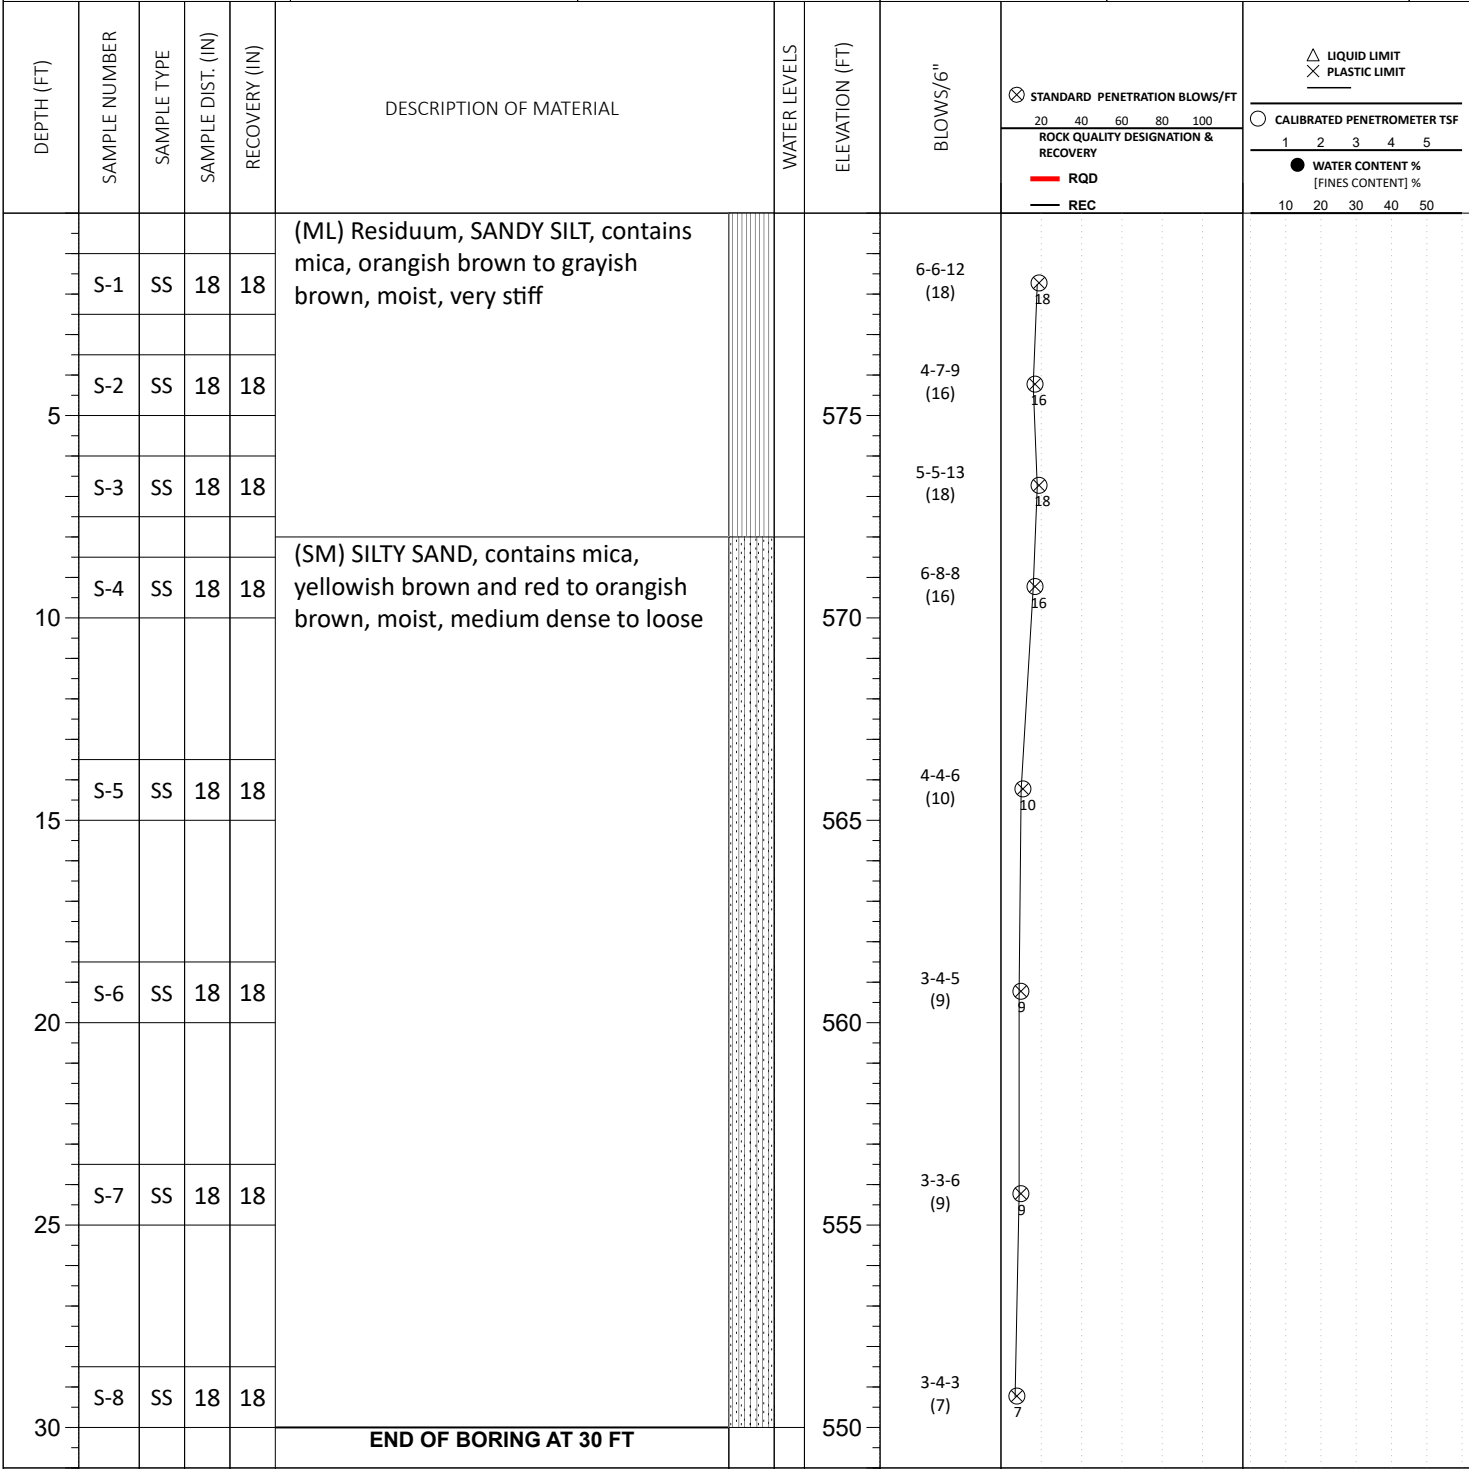 DEPTH (FT)
SAMPLE NUMBER
SAMPLE TYPE
SAMPLE DIST. (IN)
RECOVERY (IN)
DESCRIPTION OF MATERIAL
WATER LEVELS
ELEVATION (FT)
BLOWS/6"
STANDARD PENETRATION BLOWS/FT
20 40 60 80 100
ROCK QUALITY DESIGNATION &
RECOVERY
RQD
REC
LIQUID LIMIT
PLASTIC LIMIT
CALIBRATED PENETROMETER TSF
1 2 3 4 5
WATER CONTENT %
[FINES CONTENT] %
10 20 30 40 50
(ML) Residuum, SANDY SILT, contains
mica, orangish brown to grayish
brown, moist, very stiff
S-1 SS 18 18
6-6-12
(18)
18
S-2 SS 18 18
4-7-9
(16)
16
5
575
S-3 SS 18 18
5-5-13
(18)
18
(SM) SILTY SAND, contains mica,
yellowish brown and red to orangish
brown, moist, medium dense to loose
S-4 SS 18 18
6-8-8
(16)
16
10
570
S-5 SS 18 18
4-4-6
(10)
10
15
565
S-6 SS 18 18
3-4-5
(9)
9
20
560
S-7 SS 18 18
3-3-6
(9)
9
25
555
S-8 SS 18 18
3-4-3
(7)
7
30
550
END OF BORING AT 30 FT